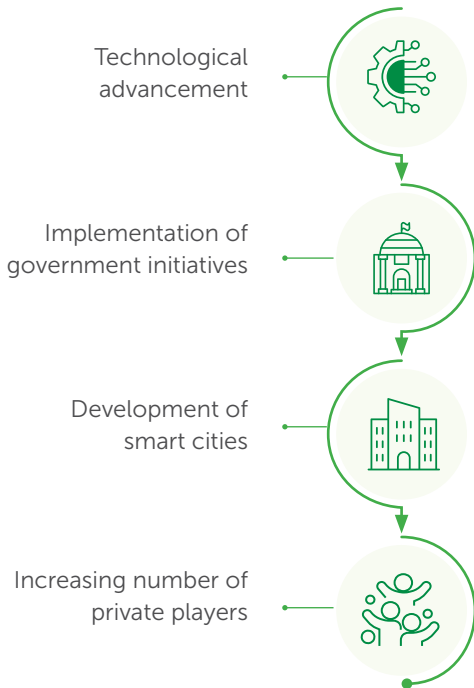 Technological
advancement
Implementation of
government initiatives
Development of
smart cities
Increasing number of
private players